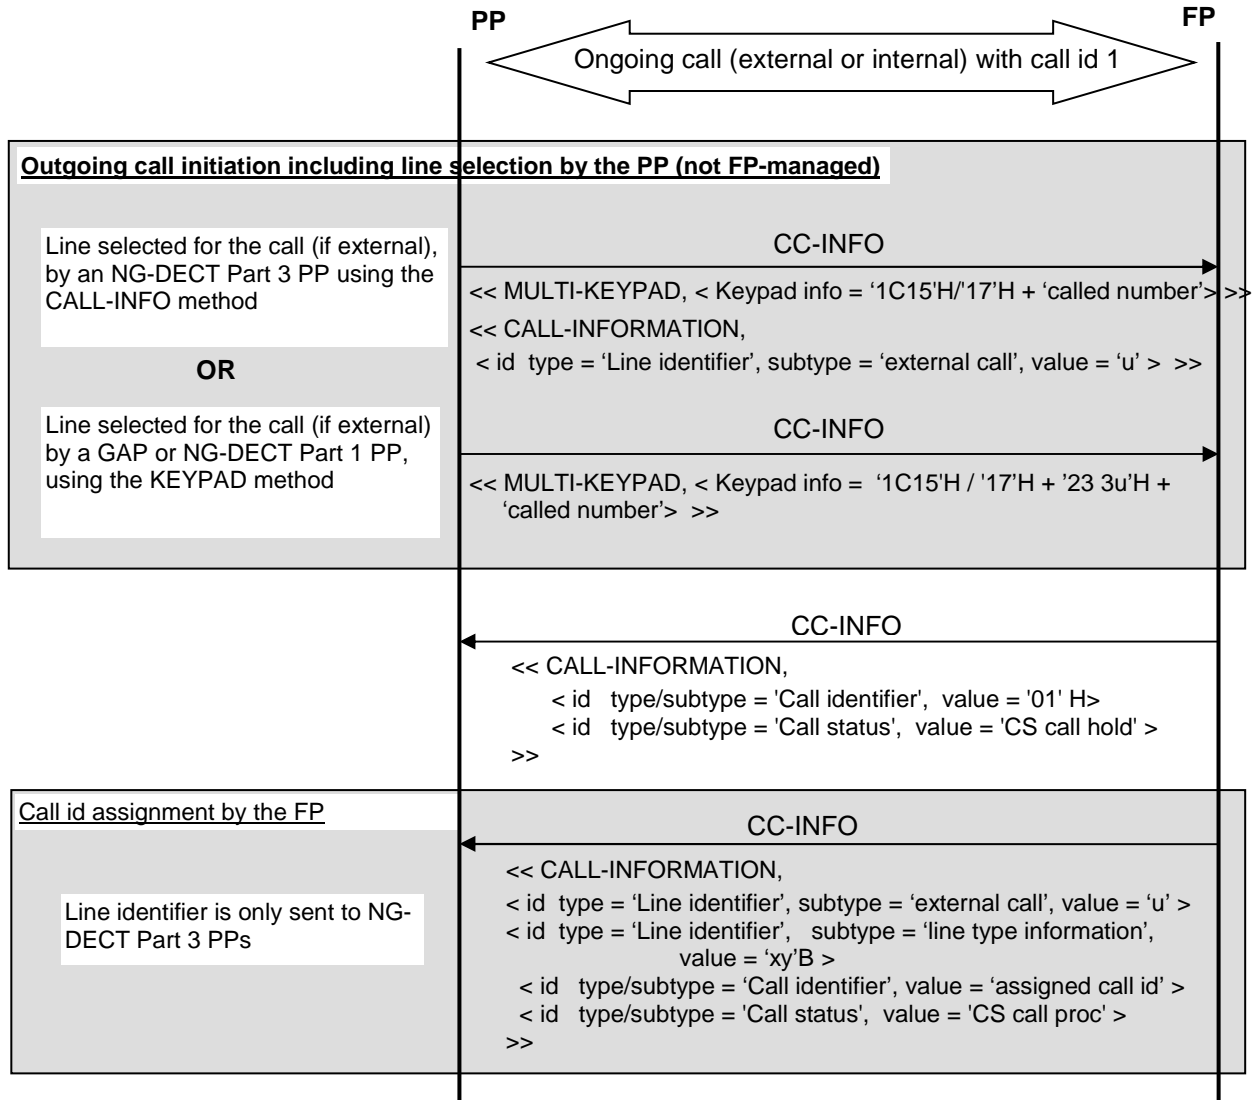 PP
FP
Ongoing call (external or internal) with call id 1
Outgoing call initiation including line selection by the PP (not FP-managed)
Line selected for the call (if external),
by an NG-DECT Part 3 PP using the
CALL-INFO method
CC-INFO
<< MULTI-KEYPAD, < Keypad info = ‘1C15'H/'17’H + ‘called number’> >>
<< CALL-INFORMATION,
< id type = ‘Line identifier’, subtype = ‘external call’, value = ‘u’ > >>
OR
Line selected for the call (if external)
by a GAP or NG-DECT Part 1 PP,
using the KEYPAD method
CC-INFO
<< MULTI-KEYPAD, < Keypad info = ‘1C15'H / '17’H + '23 3u’H +
‘called number’> >>
CC-INFO
<< CALL-INFORMATION,
< id type/subtype = 'Call identifier', value = '01' H>
< id type/subtype = 'Call status', value = 'CS call hold' >
>>
Call id assignment by the FP
CC-INFO
<< CALL-INFORMATION,
< id type = ‘Line identifier’, subtype = ‘external call’, value = ‘u’ >
< id type = ‘Line identifier’, subtype = ‘line type information’,
value = ‘xy’B >
< id type/subtype = ‘Call identifier’, value = ‘assigned call id’ >
< id type/subtype = 'Call status', value = 'CS call proc' >
>>
Line identifier is only sent to NG-
DECT Part 3 PPs